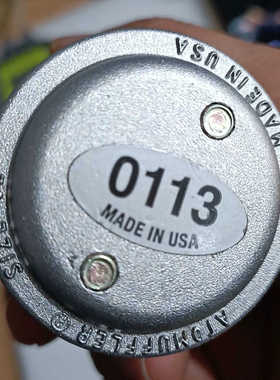 MADE IN USA
0113
MADE IN USA
ATOMUFFLER ®